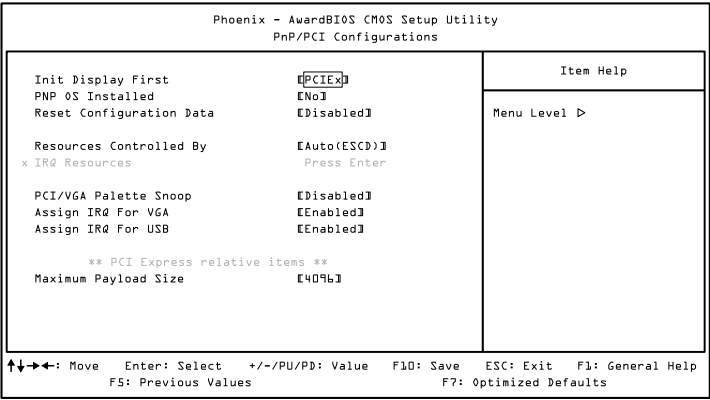 Phoenix - AwardBIOS CMOS Setup Utility
PnP/PCI Configurations
Init Display First [PCIEx]
PNP OS Installed [No]
Reset Configuration Data [Disabled]
Resources Controlled By [Auto(ESCD)]
x IRQ Resources Press Enter
PCI/VGA Palette Snoop [Disabled]
Assign IRQ For VGA [Enabled]
Assign IRQ For USB [Enabled]
** PCI Express relative items **
Maximum Payload Size [4096]
Item Help
Menu Level ▷
↑↓→←: Move Enter: Select +/-/PU/PD: Value F10: Save ESC: Exit F1: General Help
F5: Previous Values F7: Optimized Defaults